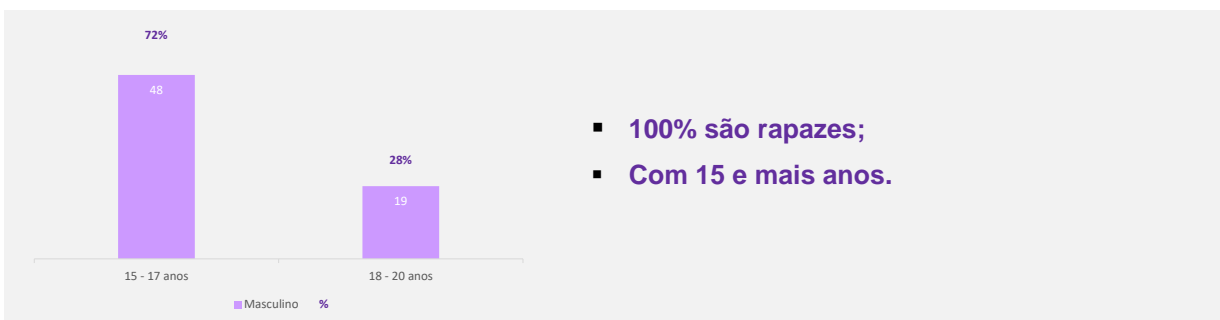 72%
48
28%
19
15 - 17 anos
18 - 20 anos
Masculino %
▪ 100% são rapazes;
▪ Com 15 e mais anos.